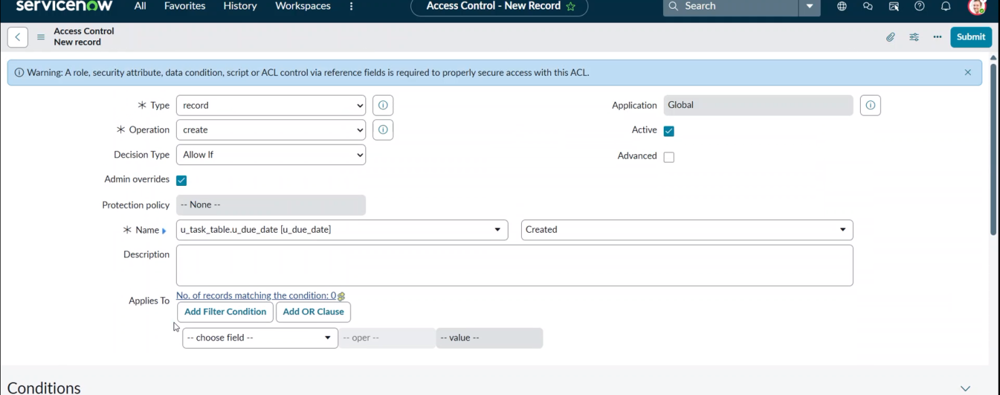 servicenow All Favorites History Workspaces Access Control - New Record Search
Access Control
New record
Submit
Warning: A role, security attribute, data condition, script or ACL control via reference fields is required to properly secure access with this ACL.
Type record Application Global
Operation create Active
Decision Type Allow If Advanced
Admin overrides
Protection policy -- None --
Name u_task_table.u_due_date [u_due_date] Created
Description
Applies To No. of records matching the condition: 0
Add Filter Condition Add OR Clause
-- choose field -- -- oper -- -- value --
Conditions